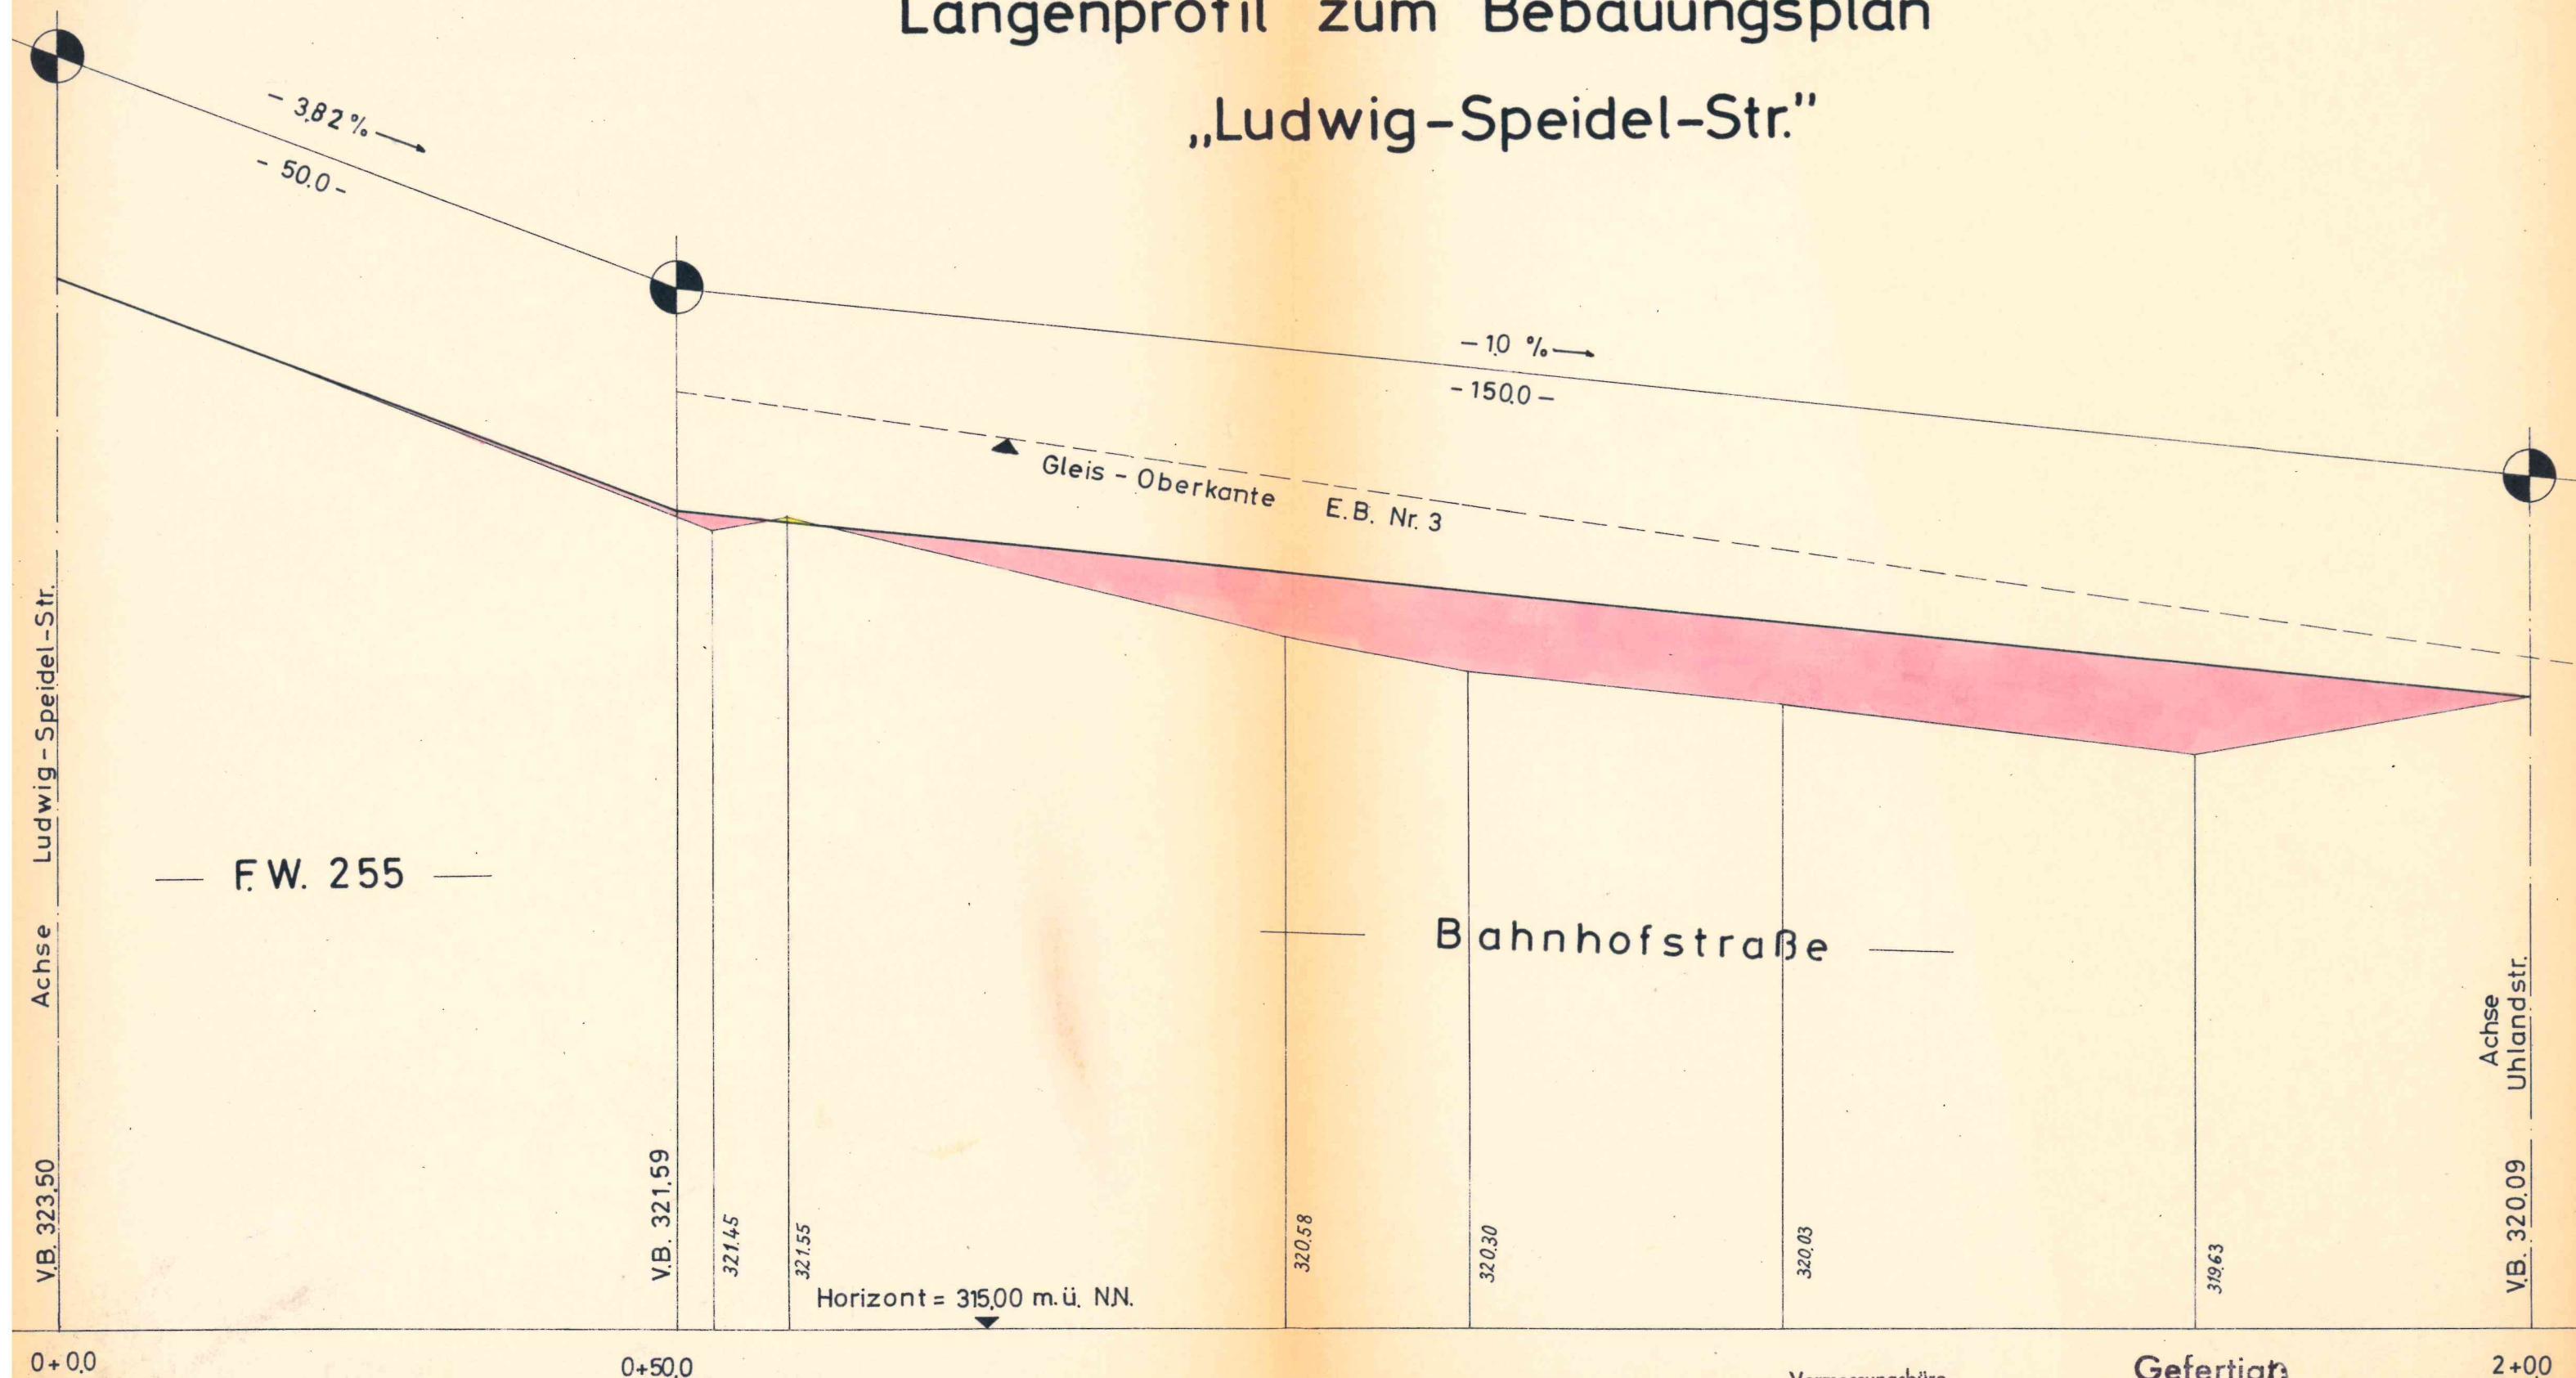 Längenprofil zum Bebauungsplan
„Ludwig-Speidel-Str."
- 3,82 % 
- 50,0 -
- 1,0 %
- 150,0 -
Gleis - Oberkante E.B. Nr. 3
Achse Ludwig-Speidel-Str.
— F.W. 255 —
— Bahnhofstraße —
Achse
Uhlandstr.
V.B. 323,50
V.B. 321,59
321,45
321,55
320,58
320,30
320,03
319,63
V.B. 320,09
Horizont = 315,00 m.ü. N.N.
0+0,0
0+50,0
2+00
Vermessungsbüro